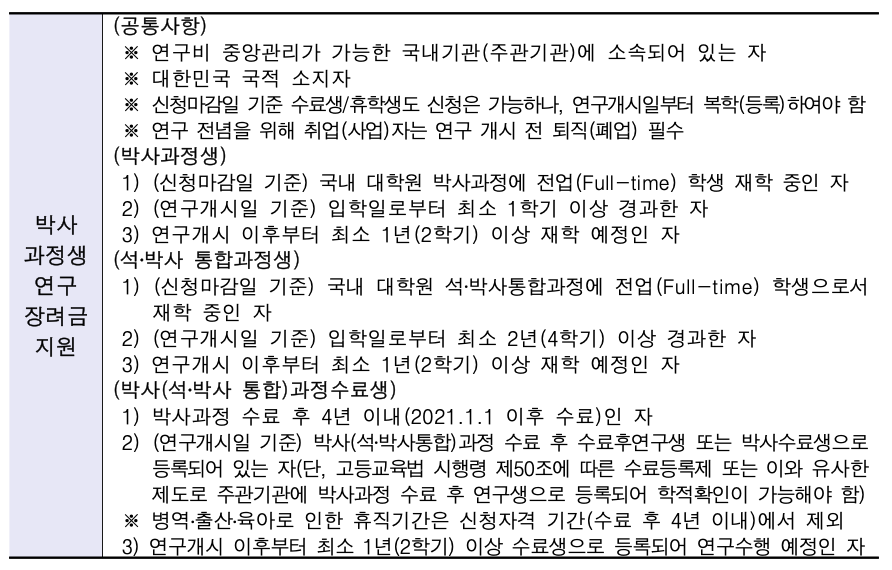 박사
과정생
연구
장려금
지원
(공통사항)
※ 연구비 중앙관리가 가능한 국내기관(주관기관)에 소속되어 있는 자
※ 대한민국 국적 소지자
※ 신청마감일 기준 수료생/휴학생도 신청은 가능하나, 연구개시일부터 복학(등록)하여야 함
※ 연구 전념을 위해 취업(사업)자는 연구 개시 전 퇴직(폐업) 필수
(박사과정생)
1) (신청마감일 기준) 국내 대학원 박사과정에 전업(Full-time) 학생 재학 중인 자
2) (연구개시일 기준) 입학일로부터 최소 1학기 이상 경과한 자
3) 연구개시 이후부터 최소 1년(2학기) 이상 재학 예정인 자
(석·박사 통합과정생)
1) (신청마감일 기준) 국내 대학원 석·박사통합과정에 전업(Full-time) 학생으로서
재학 중인 자
2) (연구개시일 기준) 입학일로부터 최소 2년(4학기) 이상 경과한 자
3) 연구개시 이후부터 최소 1년(2학기) 이상 재학 예정인 자
(박사(석·박사 통합)과정수료생)
1) 박사과정 수료 후 4년 이내(2021.1.1 이후 수료)인 자
2) (연구개시일 기준) 박사(석·박사통합)과정 수료 후 수료후연구생 또는 박사수료생으로
등록되어 있는 자(단, 고등교육법 시행령 제50조에 따른 수료등록제 또는 이와 유사한
제도로 주관기관에 박사과정 수료 후 연구생으로 등록되어 학적확인이 가능해야 함)
※ 병역·출산·육아로 인한 휴직기간은 신청자격 기간(수료 후 4년 이내)에서 제외
3) 연구개시 이후부터 최소 1년(2학기) 이상 수료생으로 등록되어 연구수행 예정인 자